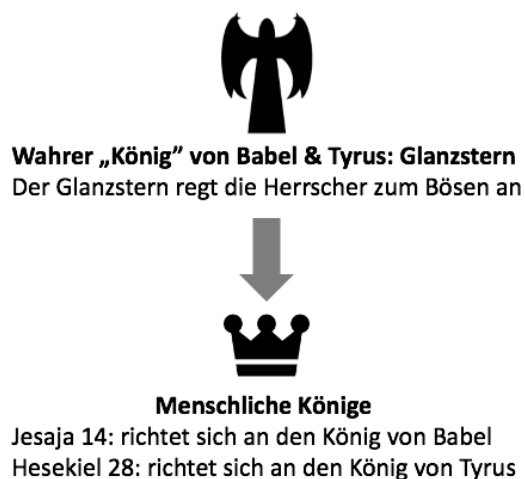 Wahrer „König” von Babel & Tyrus: Glanzstern
Der Glanzstern regt die Herrscher zum Bösen an
Menschliche Könige
Jesaja 14: richtet sich an den König von Babel
Hesekiel 28: richtet sich an den König von Tyrus